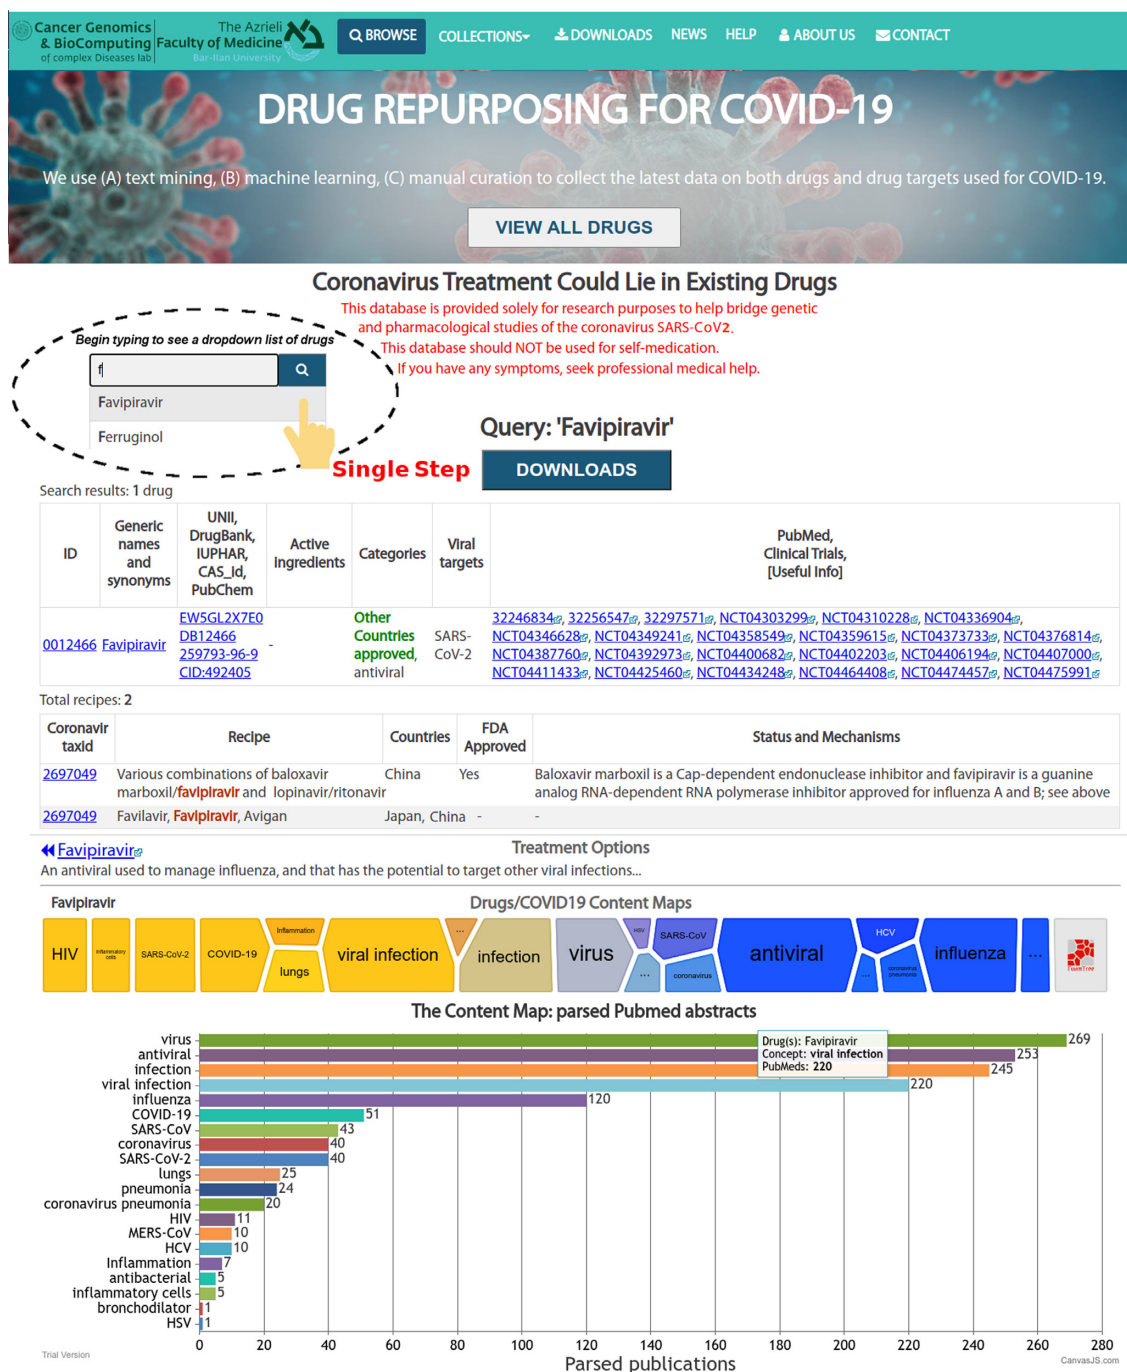 Cancer Genomics
& BioComputing
of complex Diseases lab
The Azrieli
Faculty of Medicine
Bar-Ilan University
BROWSE
COLLECTIONS
DOWNLOADS
NEWS
HELP
ABOUT US
CONTACT
DRUG REPURPOSING FOR COVID-19
We use (A) text mining, (B) machine learning, (C) manual curation to collect the latest data on both drugs and drug targets used for COVID-19.
VIEW ALL DRUGS
Coronavirus Treatment Could Lie in Existing Drugs
This database is provided solely for research purposes to help bridge genetic
and pharmacological studies of the coronavirus SARS-CoV2.
This database should NOT be used for self-medication.
If you have any symptoms, seek professional medical help.
Begin typing to see a dropdown list of drugs
f
Favipiravir
Ferruginol
Single Step
Query: 'Favipiravir'
DOWNLOADS
Search results: 1 drug
ID
Generic
names
and
synonyms
UNII,
DrugBank,
IUPHAR,
CAS_id,
PubChem
Active
Ingredients
Categories
Viral
targets
PubMed,
Clinical Trials,
[Useful Info]
0012466
Favipiravir
EW5GL2X7E0
DB12466
259793-96-9
CID:492405
-
Other
Countries
approved,
antiviral
SARS-
CoV-2
32246834, 32256547, 32297571, NCT04303299, NCT04310228, NCT04336904,
NCT04346628, NCT04349241, NCT04358549, NCT04359615, NCT04373733, NCT04376814,
NCT04387760, NCT04392973, NCT04400682, NCT04402203, NCT04406194, NCT04407000,
NCT04411433, NCT04425460, NCT04434248, NCT04464408, NCT04474457, NCT04475991
Total recipes: 2
Coronavir
taxid
Recipe
Countries
FDA
Approved
Status and Mechanisms
2697049
Various combinations of baloxavir
marboxil/favipiravir and lopinavir/ritonavir
China
Yes
Baloxavir marboxil is a Cap-dependent endonuclease inhibitor and favipiravir is a guanine
analog RNA-dependent RNA polymerase inhibitor approved for influenza A and B; see above
2697049
Favilavir, Favipiravir, Avigan
Japan, China
-
-
Favipiravir
Treatment Options
An antiviral used to manage influenza, and that has the potential to target other viral infections...
Favipiravir
Drugs/COVID19 Content Maps
HIV
Inflammatory
cells
SARS-CoV-2
COVID-19
Inflammation
lungs
viral infection
...
infection
virus
HSV
...
SARS-CoV
coronavirus
antiviral
HCV
...
coronavirus
pneumonia
influenza
...
FoamTree
The Content Map: parsed Pubmed abstracts
virus 269
antiviral 253
infection 245
viral infection 220
influenza 120
COVID-19 51
SARS-CoV 43
coronavirus 40
SARS-CoV-2 40
lungs 25
pneumonia 24
coronavirus pneumonia 20
HIV 11
MERS-CoV 10
HCV 10
Inflammation 7
antibacterial 5
inflammatory cells 5
bronchodilator 1
HSV 1
Drug(s): Favipiravir
Concept: viral infection
PubMeds: 220
0 20 40 60 80 100 120 140 160 180 200 220 240 260 280
Parsed publications
Trial Version
CanvasJS.com